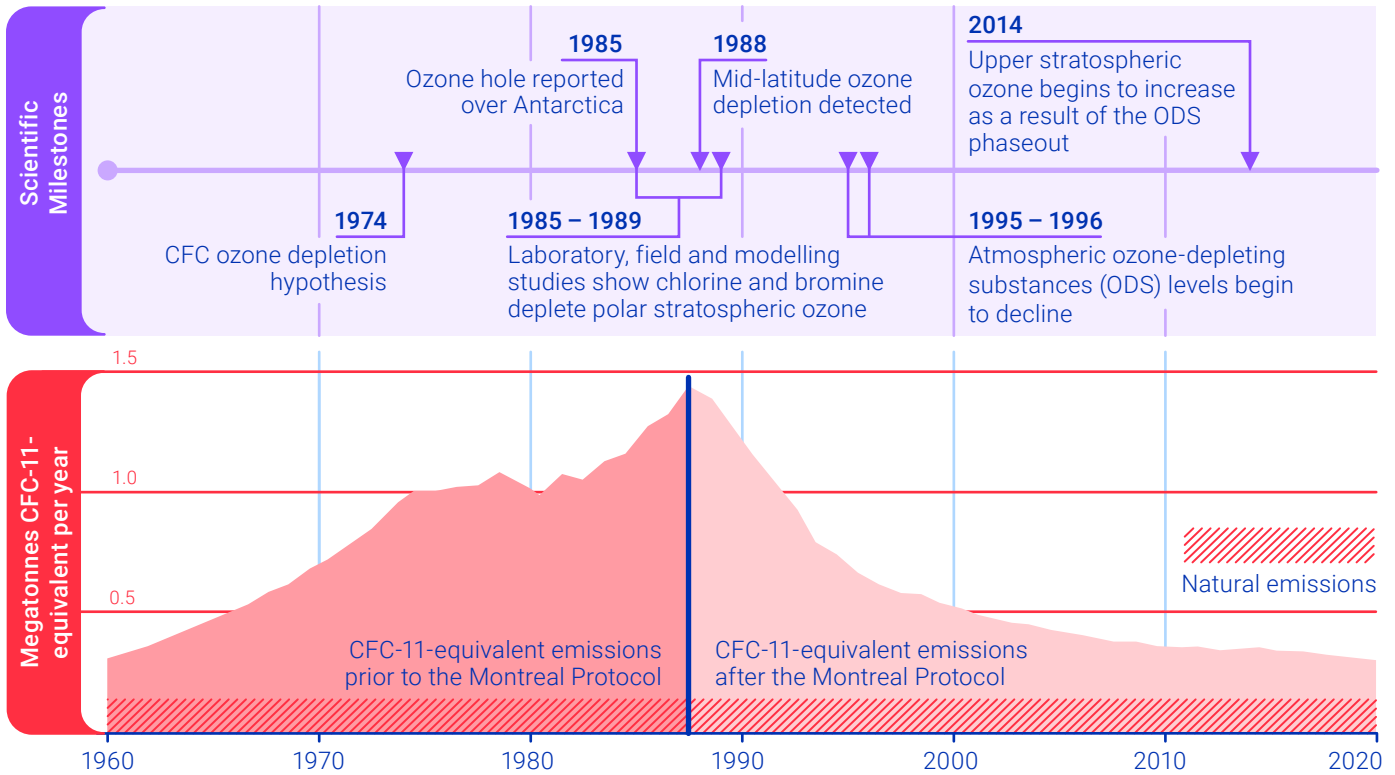 Scientific
Milestones
1985
Ozone hole reported
over Antarctica
1988
Mid-latitude ozone
depletion detected
2014
Upper stratospheric
ozone begins to increase
as a result of the ODS
phaseout
1974
CFC ozone depletion
hypothesis
1985 – 1989
Laboratory, field and modelling
studies show chlorine and bromine
deplete polar stratospheric ozone
1995 – 1996
Atmospheric ozone-depleting
substances (ODS) levels begin
to decline
Megatonnes CFC-11-
equivalent per year
1.5
1.0
0.5
Natural emissions
CFC-11-equivalent emissions
prior to the Montreal Protocol
CFC-11-equivalent emissions
after the Montreal Protocol
1960 1970 1980 1990 2000 2010 2020